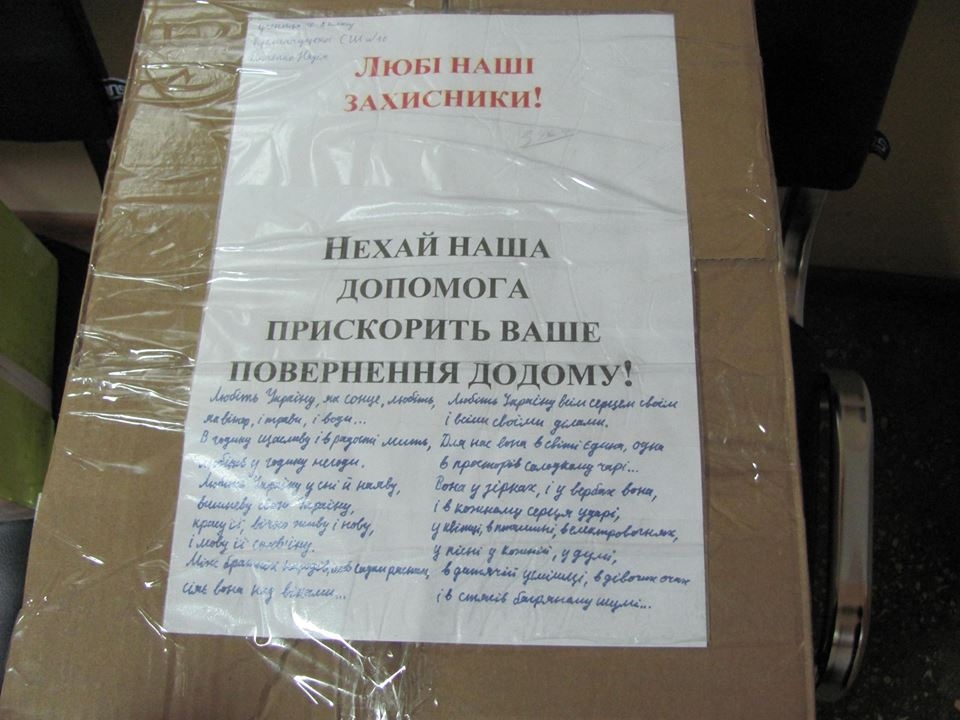 ЛЮБІ НАШІ
ЗАХИСНИКИ!
НЕХАЙ НАША
ДОПОМОГА
ПРИСКОРИТЬ ВАШЕ
ПОВЕРНЕННЯ ДОДОМУ!
Любіть Україну, як сонце, любіть,
як вітер, і трави, і води...
В годину щасливу і в радості мить,
любіть у годину негоди.
Любіть Україну у сні й наяву,
вишневу свою Україну,
красу її, вічно живу і нову,
і мову її солов'їну.
Між братніх народів, мов садом рясним,
сяє вона над віками...
Любіть Україну всім серцем своїм
і всіми своїми ділами.
Для нас вона в світі єдина, одна
в просторів солодкому чарі...
Вона у зірках, і у вербах вона,
і в кожному серця ударі,
у квітці, в пташині, в електровогнях,
у пісні у кожній, у думі,
в дитячій усмішці, в дівочих очах
і в стягів багряному шумі...